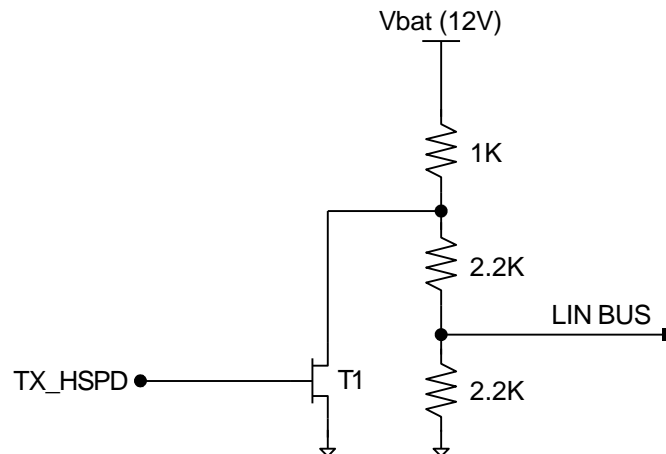 Vbat (12V)
1K
2.2K
LIN BUS
TX_HSPD
T1
2.2K